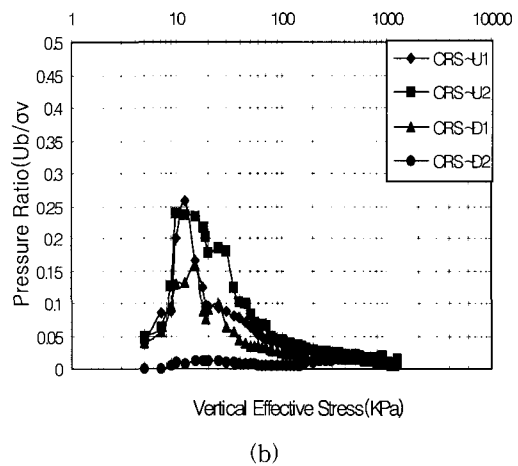 1 10 100 1000 10000
0.5
0.45
0.4
0.35
0.3
0.25
0.2
0.15
0.1
0.05
0
Pressure Ratio(Ub/σv)
CRS-U1
CRS-U2
CRS-D1
CRS-D2
Vertical Effective Stress(KPa)
(b)